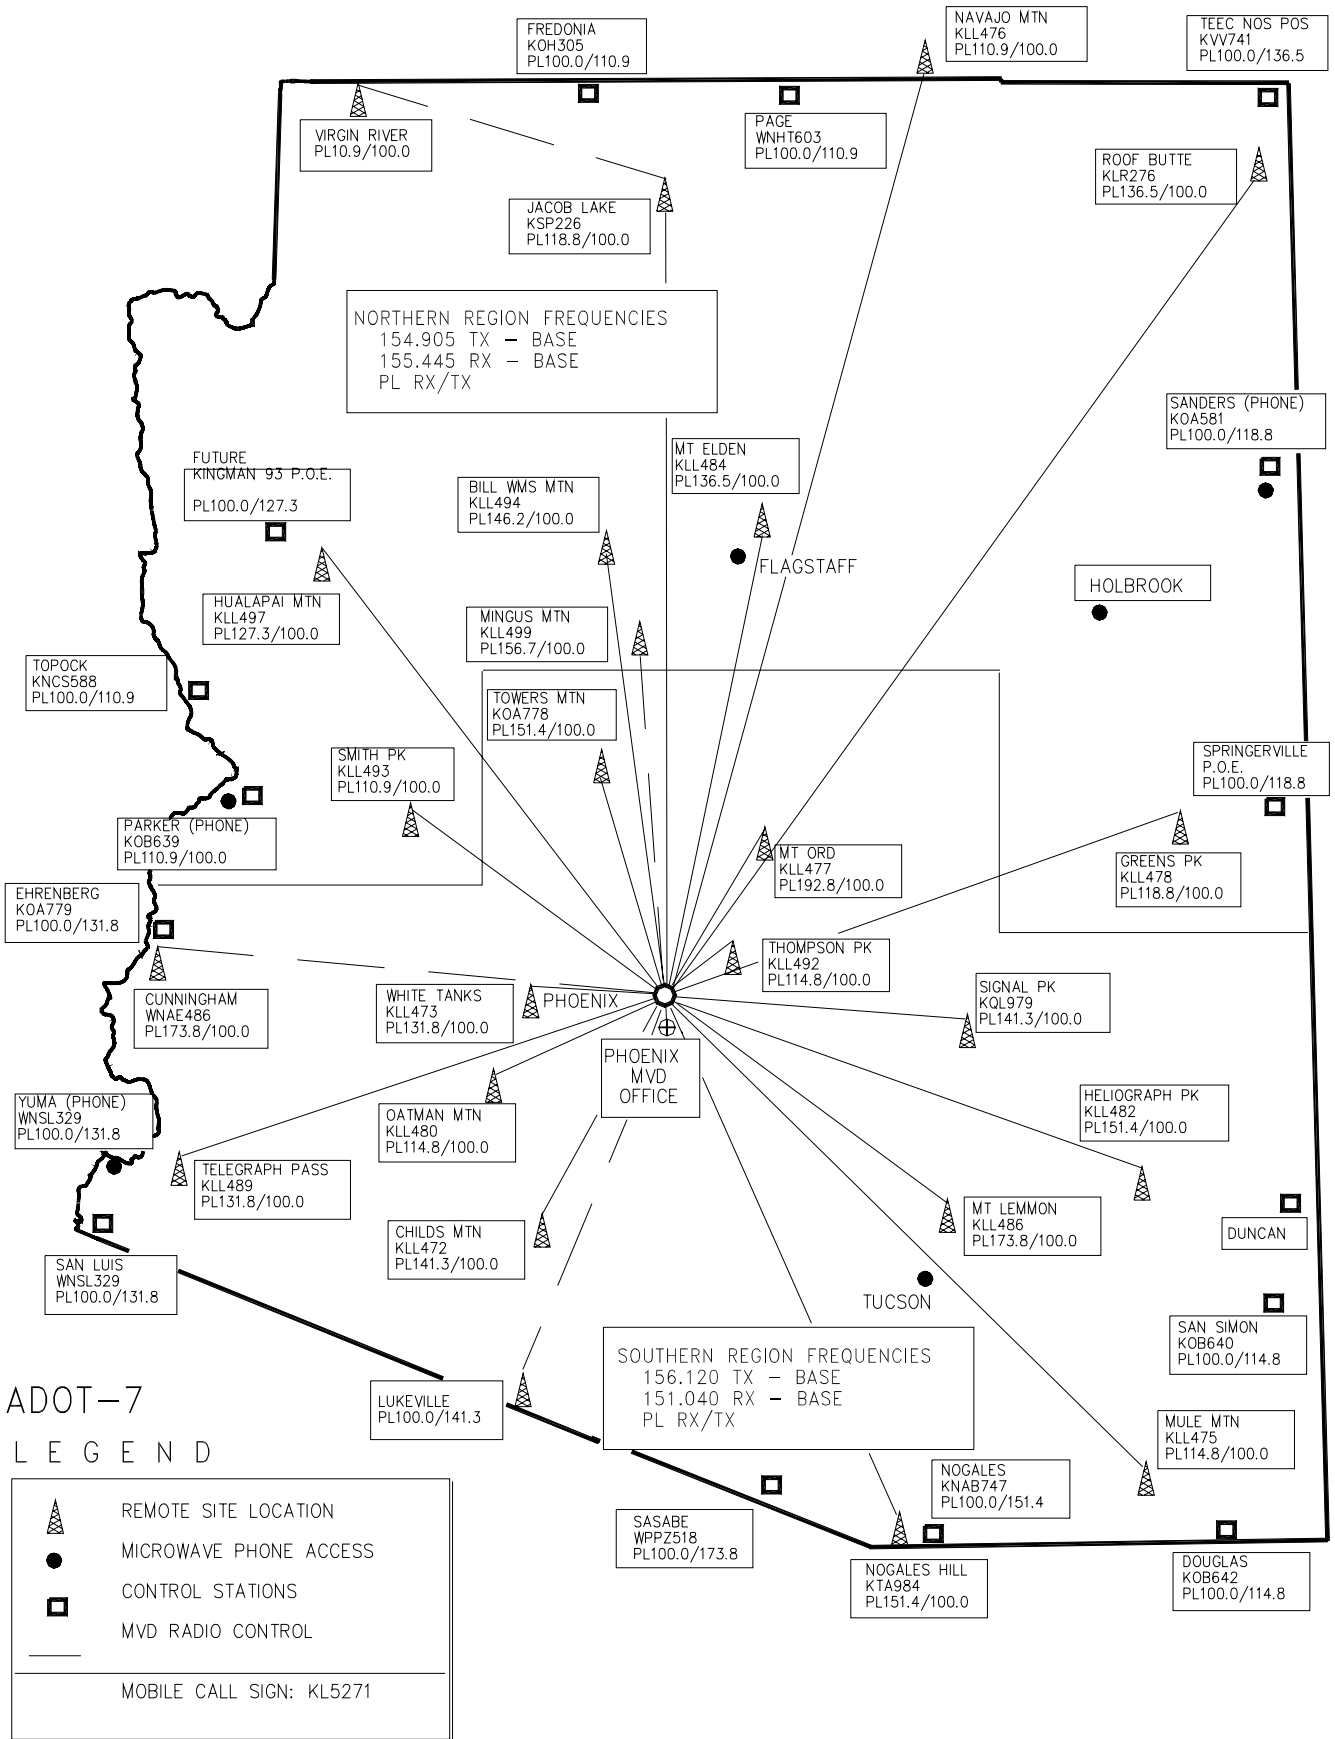 FREDONIA
KOH305
PL100.0/110.9
NAVAJO MTN
KLL476
PL110.9/100.0
TEEC NOS POS
KVV741
PL100.0/136.5
VIRGIN RIVER
PL10.9/100.0
PAGE
WNHT603
PL100.0/110.9
ROOF BUTTE
KLR276
PL136.5/100.0
JACOB LAKE
KSP226
PL118.8/100.0
NORTHERN REGION FREQUENCIES
154.905 TX – BASE
155.445 RX – BASE
PL RX/TX
SANDERS (PHONE)
KOA581
PL100.0/118.8
FUTURE
KINGMAN 93 P.O.E.
PL100.0/127.3
BILL WMS MTN
KLL494
PL146.2/100.0
MT ELDEN
KLL484
PL136.5/100.0
FLAGSTAFF
HOLBROOK
HUALAPAI MTN
KLL497
PL127.3/100.0
MINGUS MTN
KLL499
PL156.7/100.0
TOPOCK
KNCS588
PL100.0/110.9
TOWERS MTN
KOA778
PL151.4/100.0
SMITH PK
KLL493
PL110.9/100.0
SPRINGERVILLE
P.O.E.
PL100.0/118.8
PARKER (PHONE)
KOB639
PL110.9/100.0
MT ORD
KLL477
PL192.8/100.0
GREENS PK
KLL478
PL118.8/100.0
EHRENBERG
KOA779
PL100.0/131.8
THOMPSON PK
KLL492
PL114.8/100.0
CUNNINGHAM
WNAE486
PL173.8/100.0
WHITE TANKS
KLL473
PL131.8/100.0
PHOENIX
SIGNAL PK
KQL979
PL141.3/100.0
PHOENIX
MVD
OFFICE
YUMA (PHONE)
WNSL329
PL100.0/131.8
OATMAN MTN
KLL480
PL114.8/100.0
HELIOGRAPH PK
KLL482
PL151.4/100.0
TELEGRAPH PASS
KLL489
PL131.8/100.0
MT LEMMON
KLL486
PL173.8/100.0
CHILDS MTN
KLL472
PL141.3/100.0
DUNCAN
SAN LUIS
WNSL329
PL100.0/131.8
TUCSON
SAN SIMON
KOB640
PL100.0/114.8
SOUTHERN REGION FREQUENCIES
156.120 TX – BASE
151.040 RX – BASE
PL RX/TX
LUKEVILLE
PL100.0/141.3
MULE MTN
KLL475
PL114.8/100.0
NOGALES
KNAB747
PL100.0/151.4
SASABE
WPPZ518
PL100.0/173.8
NOGALES HILL
KTA984
PL151.4/100.0
DOUGLAS
KOB642
PL100.0/114.8
ADOT–7
LEGEND
REMOTE SITE LOCATION
MICROWAVE PHONE ACCESS
CONTROL STATIONS
MVD RADIO CONTROL
MOBILE CALL SIGN: KL5271